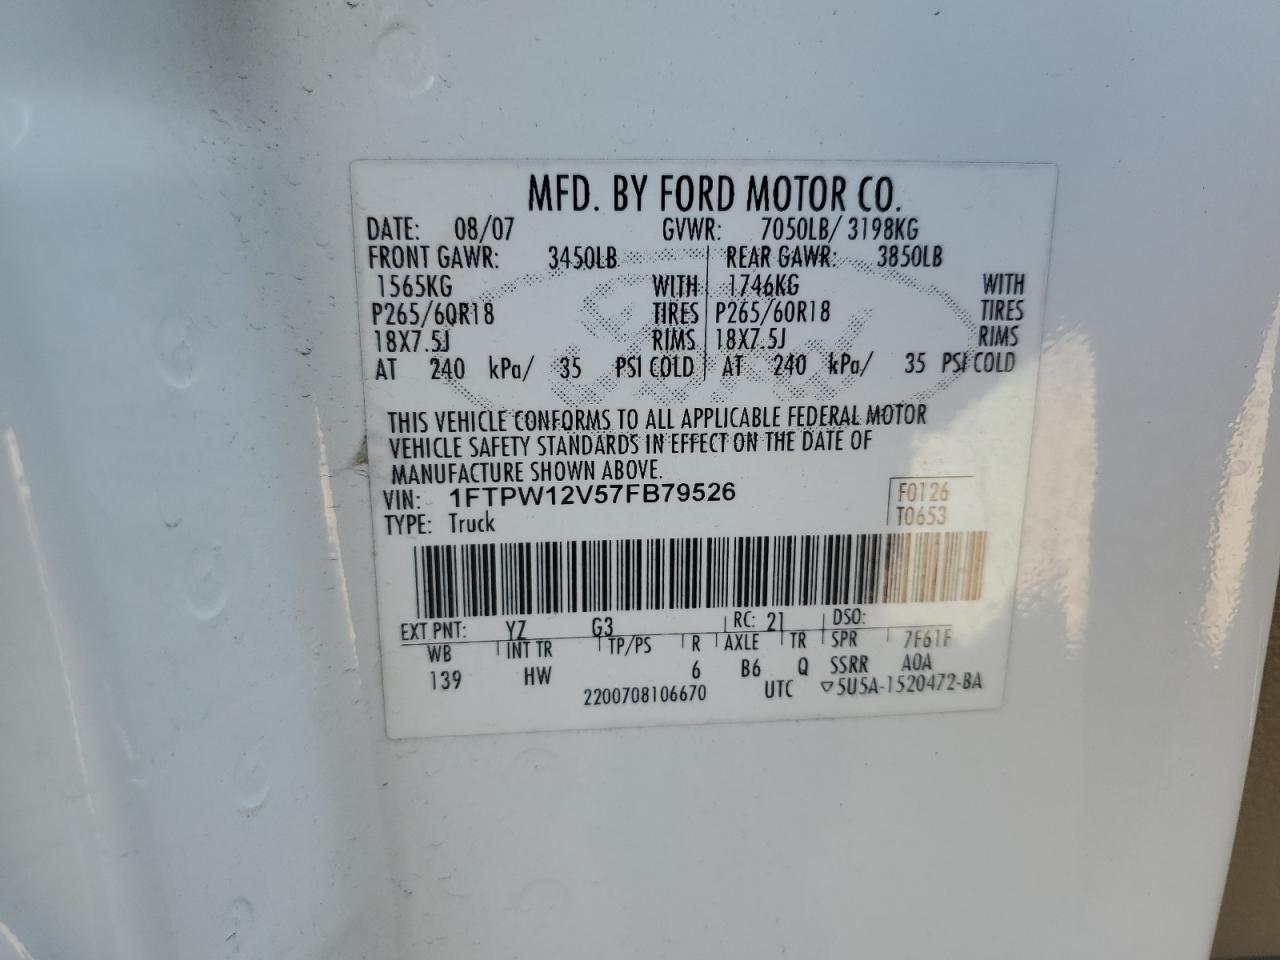 MFD. BY FORD MOTOR CO.
DATE: 08/07 GVWR: 7050LB/ 3198KG
FRONT GAWR: 3450LB REAR GAWR: 3850LB
1565KG WITH 1746KG WITH
P265/60R18 TIRES P265/60R18 TIRES
18X7.5J RIMS 18X7.5J RIMS
AT 240 kPa/ 35 PSI COLD AT 240 kPa/ 35 PSI COLD
THIS VEHICLE CONFORMS TO ALL APPLICABLE FEDERAL MOTOR
VEHICLE SAFETY STANDARDS IN EFFECT ON THE DATE OF
MANUFACTURE SHOWN ABOVE.
VIN: 1FTPW12V57FB79526 F0126
TYPE: Truck T0653
EXT PNT: YZ G3 RC: 21 DSO:
WB INT TR TP/PS R AXLE TR SPR 7F61F
139 HW 6 B6 Q SSRR A0A
2200708106670 UTC ▽5U5A-1520472-BA